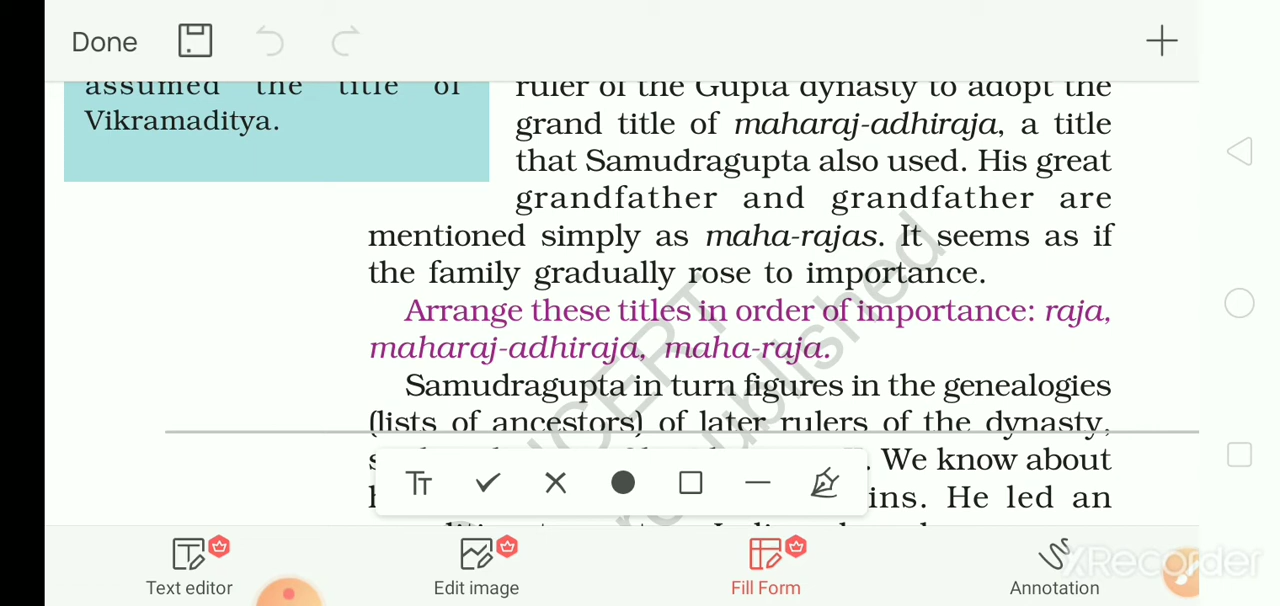 Done
assumed the title of
Vikramaditya.
ruler of the Gupta dynasty to adopt the
grand title of maharaj-adhiraja, a title
that Samudragupta also used. His great
grandfather and grandfather are
mentioned simply as maha-rajas. It seems as if
the family gradually rose to importance.
Arrange these titles in order of importance: raja,
maharaj-adhiraja, maha-raja.
Samudragupta in turn figures in the genealogies
(lists of ancestors) of later rulers of the dynasty,
. We know about
ins. He led an
NCERT
published
Tт
Text editor
Edit image
Fill Form
Annotation
XRecorder